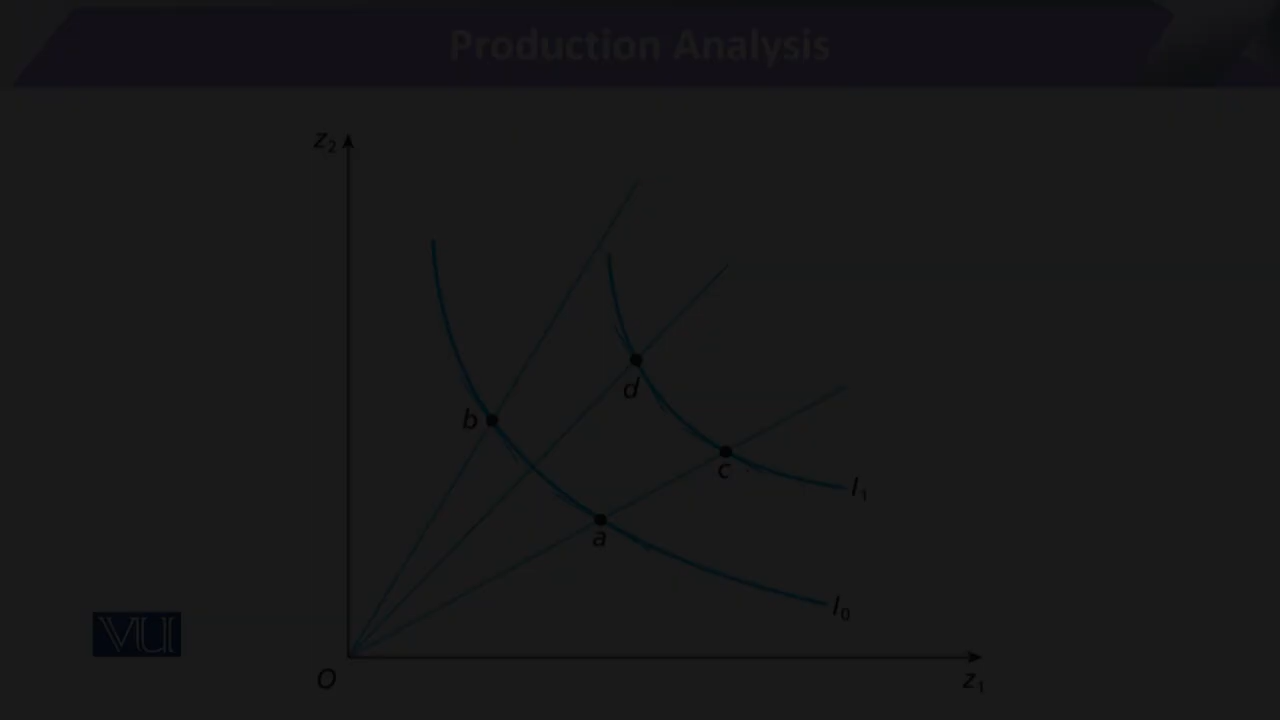 Production Analysis
z₂
b
d
c
I₁
a
I₀
VU
O
z₁